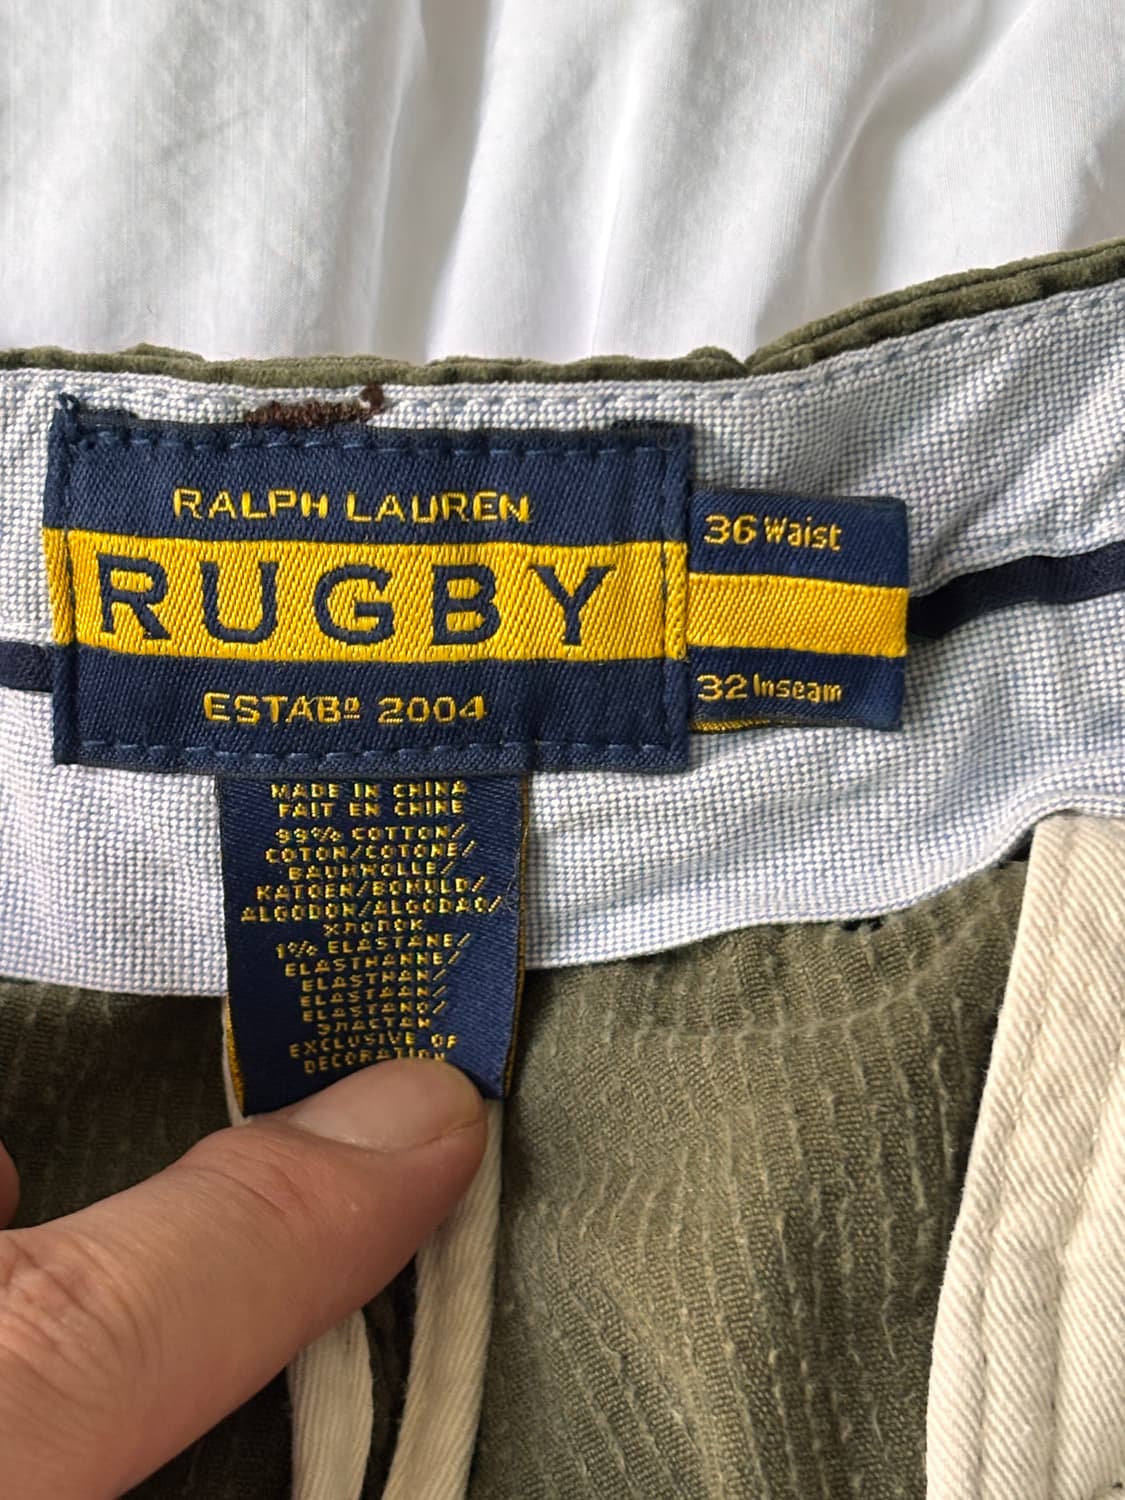 RALPH LAUREN
RUGBY
ESTABº 2004
36 Waist
32 Inseam
MADE IN CHINA
FAIT EN CHINE
99% COTTON/
COTON/COTONE/
BAUMWOLLE/
KATOEN/BOMULD/
ALGODON/ALGODAO/
ХЛОПОК
1% ELASTANE/
ELASTHANNE/
ELASTHAN/
ELASTAAN/
ELASTANO/
ЭЛАСТАН
EXCLUSIVE OF
DECORATION